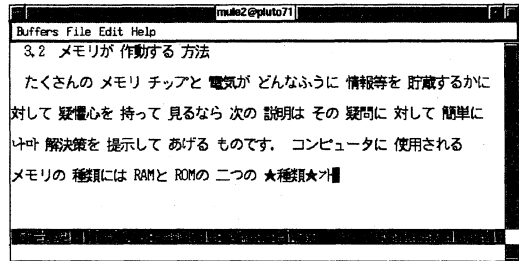 mule2@pluto71
Buffers File Edit Help
3.2 メモリが 作動する 方法
たくさんの メモリ チップと 電気が どんなふうに 情報等を 貯蔵するかに
対して 疑懼心を 持って 見るなら 次の 説明は その 疑問に 対して 簡単に
나마 解決策を 提示して あげる ものです. コンピュータに 使用される
メモリの 種類には RAMと ROMの 二つの ★種類★가